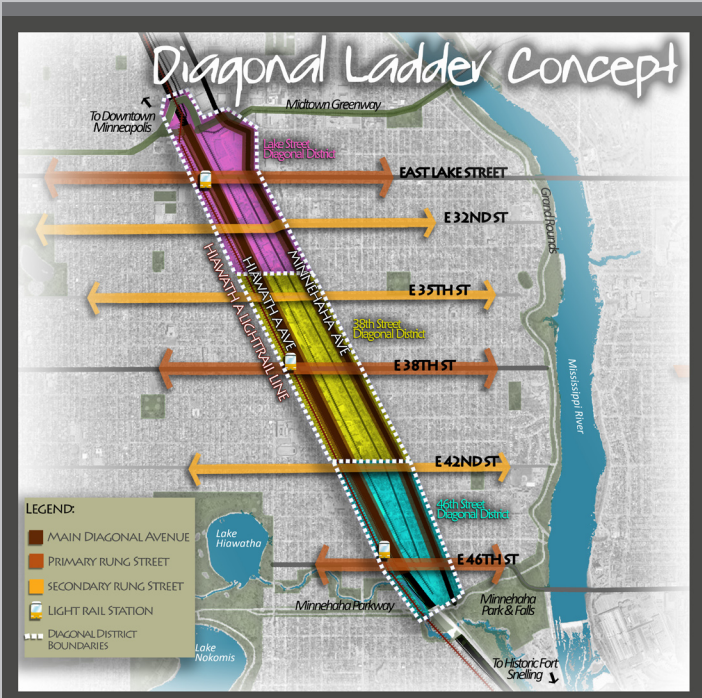 Diagonal Ladder Concept
To Downtown
Minneapolis
Midtown Greenway
Lake Street
Diagonal District
EAST LAKE STREET
E 32ND ST
Grand Rounds
HIAWATHA LIGHTRAIL LINE
HIAWATHA AVE
MINNEHAHA AVE
E 35TH ST
38th Street
Diagonal District
E 38TH ST
Mississippi River
E 42ND ST
46th Street
Diagonal District
LEGEND:
MAIN DIAGONAL AVENUE
PRIMARY RUNG STREET
SECONDARY RUNG STREET
LIGHT RAIL STATION
DIAGONAL DISTRICT
BOUNDARIES
Lake
Hiawatha
E 46TH ST
Minnehaha Parkway
Minnehaha
Park & Falls
Lake
Nokomis
To Historic Fort
Snelling